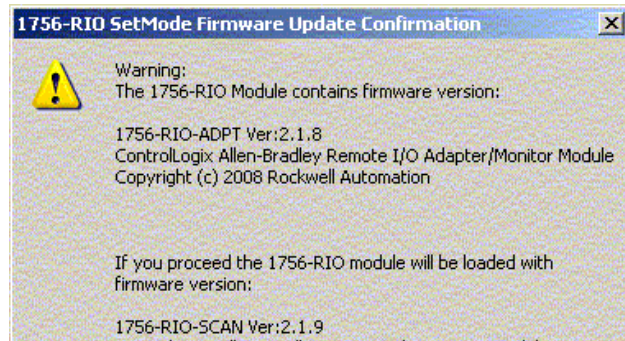 1756-RIO SetMode Firmware Update Confirmation
Warning:
The 1756-RIO Module contains firmware version:
1756-RIO-ADPT Ver:2.1.8
ControlLogix Allen-Bradley Remote I/O Adapter/Monitor Module
Copyright (c) 2008 Rockwell Automation
If you proceed the 1756-RIO module will be loaded with
firmware version:
1756-RIO-SCAN Ver:2.1.9